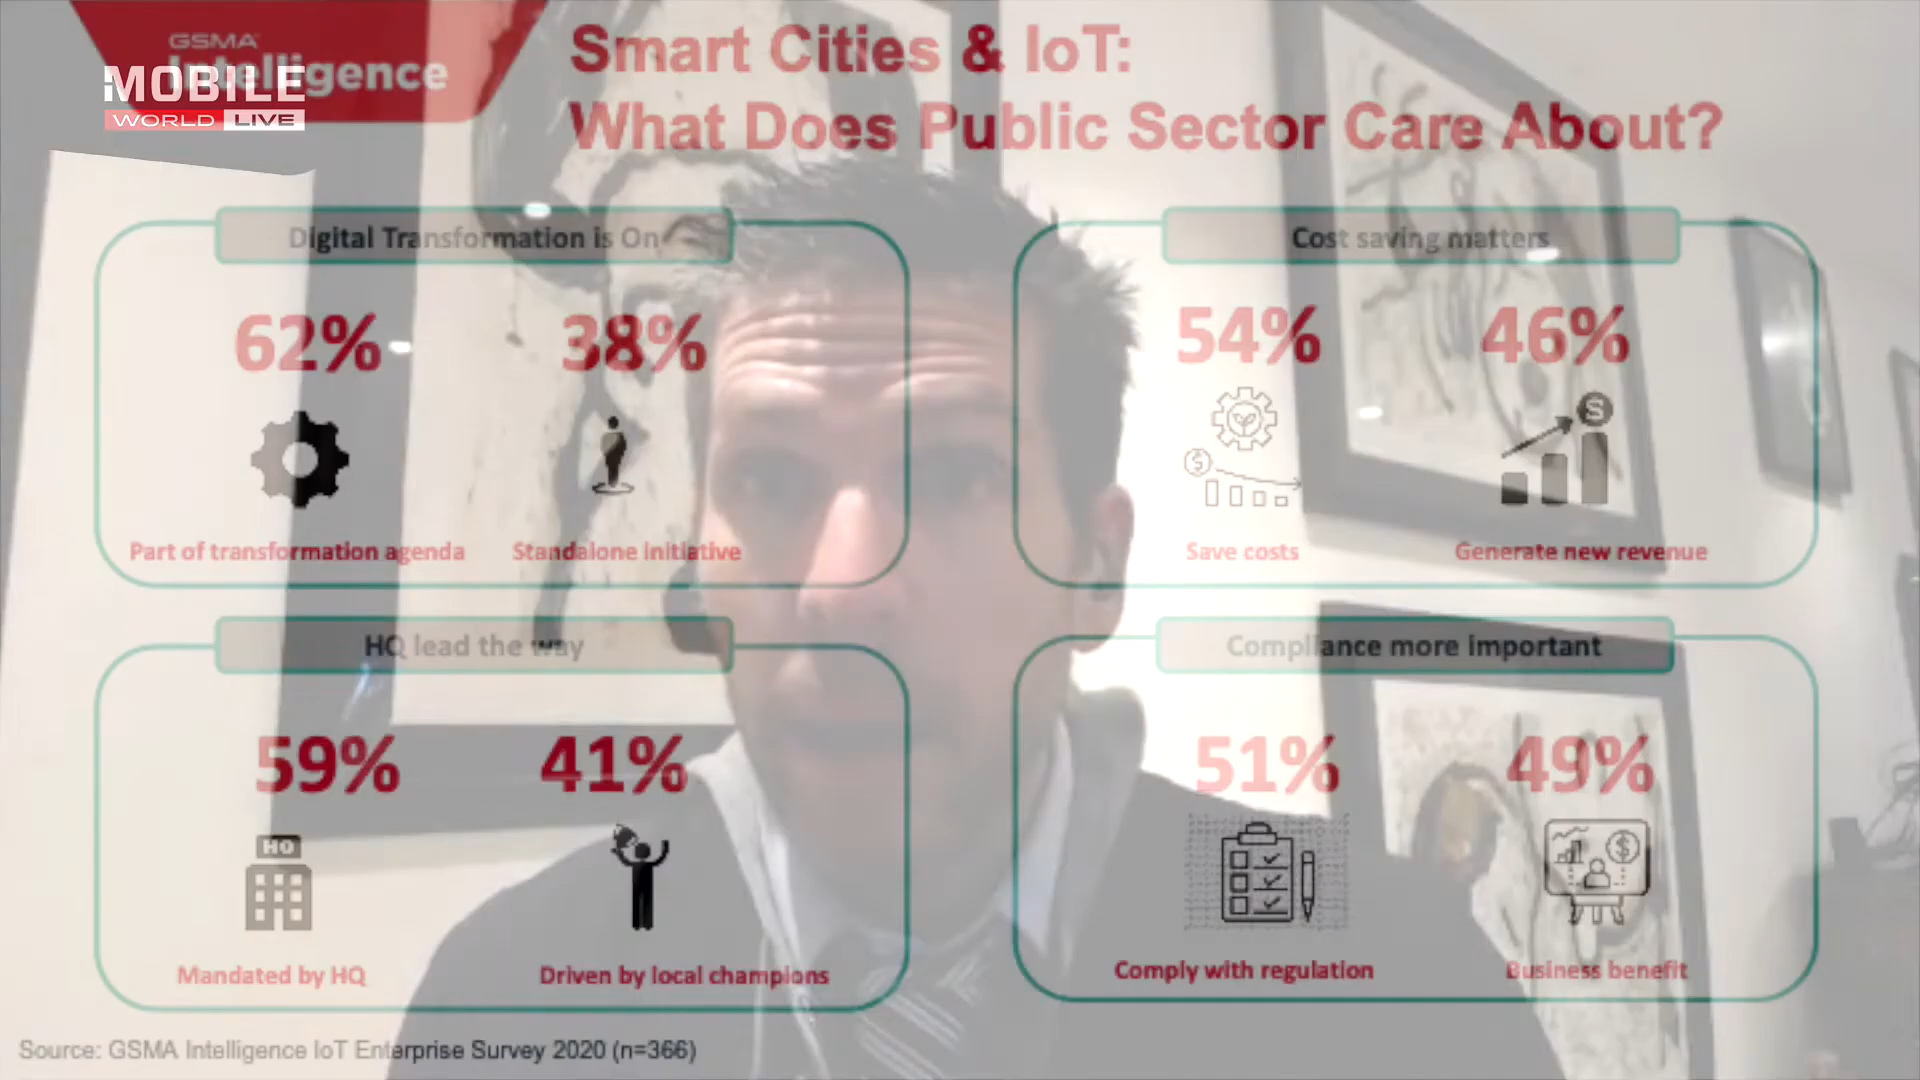 GSMA
Intelligence
MOBILE
WORLD LIVE
Smart Cities & IoT:
What Does Public Sector Care About?
Digital Transformation is On
62%
38%
Part of transformation agenda
Standalone initiative
Cost saving matters
54%
46%
$
$
S
Save costs
Generate new revenue
HQ lead the way
59%
41%
HQ
Mandated by HQ
Driven by local champions
Compliance more important
51%
49%
$
Comply with regulation
Business benefit
Source: GSMA Intelligence IoT Enterprise Survey 2020 (n=366)